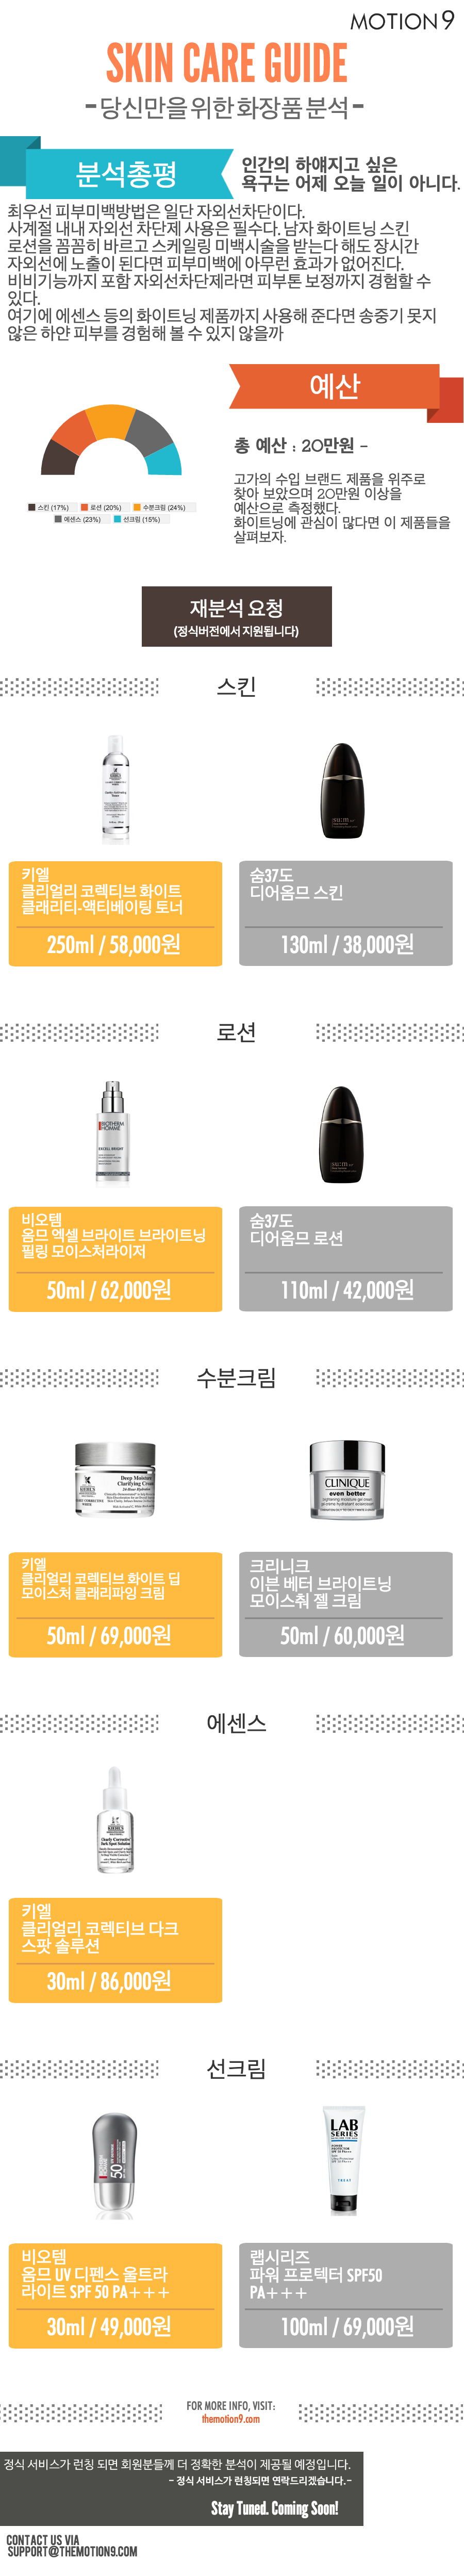 MOTION 9
SKIN CARE GUIDE
- 당신만을 위한 화장품 분석 -
분석총평
인간의 하얘지고 싶은
욕구는 어제 오늘 일이 아니다.
최우선 피부미백방법은 일단 자외선차단이다.
사계절 내내 자외선 차단제 사용은 필수다. 남자 화이트닝 스킨
로션을 꼼꼼히 바르고 스케일링 미백시술을 받는다 해도 장시간
자외선에 노출이 된다면 피부미백에 아무런 효과가 없어진다.
비비기능까지 포함 자외선차단제라면 피부톤 보정까지 경험할 수
있다.
여기에 에센스 등의 화이트닝 제품까지 사용해 준다면 송중기 못지
않은 하얀 피부를 경험해 볼 수 있지 않을까
예산
총 예산 : 20만원 -
고가의 수입 브랜드 제품을 위주로
찾아 보았으며 20만원 이상을
예산으로 측정했다.
화이트닝에 관심이 많다면 이 제품들을
살펴보자.
스킨 (17%) 로션 (20%) 수분크림 (24%)
에센스 (23%) 선크림 (15%)
재분석 요청
(정식버전에서 지원됩니다)
스킨
키엘
클리얼리 코렉티브 화이트
클래리티-액티베이팅 토너
250ml / 58,000원
숨37도
디어옴므 스킨
130ml / 38,000원
로션
BIOTHERM
HOMME
EXCELL BRIGHT
비오템
옴므 엑셀 브라이트 브라이트닝
필링 모이스처라이저
50ml / 62,000원
숨37도
디어옴므 로션
110ml / 42,000원
수분크림
KIEHL'S
Deep Moisture
Clarifying Cream
24-Hour Hydration
CLINIQUE
even better
키엘
클리얼리 코렉티브 화이트 딥
모이스처 클래리파잉 크림
50ml / 69,000원
크리니크
이븐 베터 브라이트닝
모이스춰 젤 크림
50ml / 60,000원
에센스
KIEHL'S
Clearly Corrective
Dark Spot Solution
키엘
클리얼리 코렉티브 다크
스팟 솔루션
30ml / 86,000원
선크림
50
LAB
SERIES
비오템
옴므 UV 디펜스 울트라
라이트 SPF 50 PA+++
30ml / 49,000원
랩시리즈
파워 프로텍터 SPF50
PA+++
100ml / 69,000원
FOR MORE INFO, VISIT:
themotion9.com
정식 서비스가 런칭 되면 회원분들께 더 정확한 분석이 제공될 예정입니다.
- 정식 서비스가 런칭되면 연락드리겠습니다.-
Stay Tuned. Coming Soon!
CONTACT US VIA
SUPPORT@THEMOTION9.COM